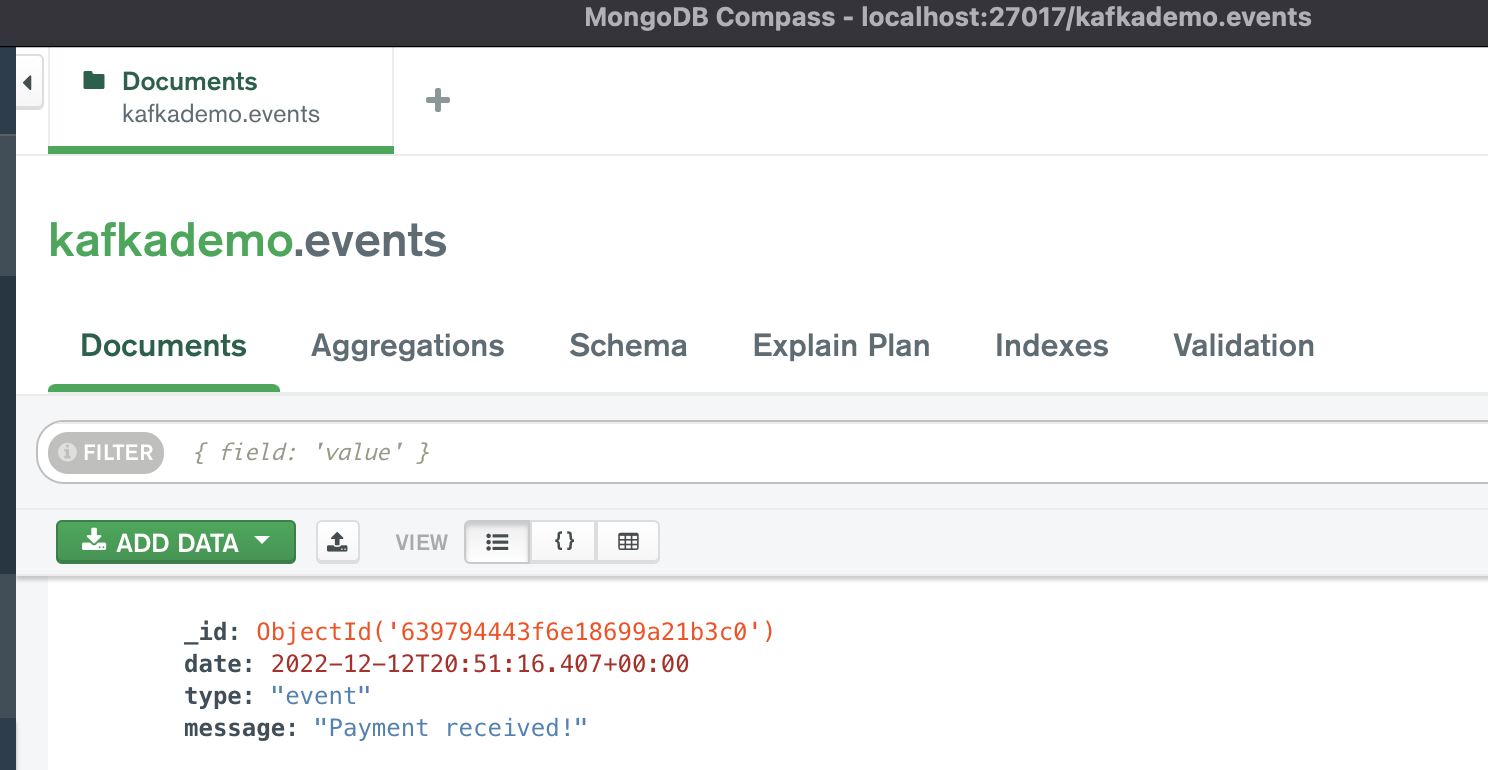 MongoDB Compass - localhost:27017/kafkademo.events
Documents
kafkademo.events
kafkademo.events
Documents Aggregations Schema Explain Plan Indexes Validation
FILTER { field: 'value' }
ADD DATA VIEW {}
_id: ObjectId('639794443f6e18699a21b3c0')
date: 2022-12-12T20:51:16.407+00:00
type: "event"
message: "Payment received!"